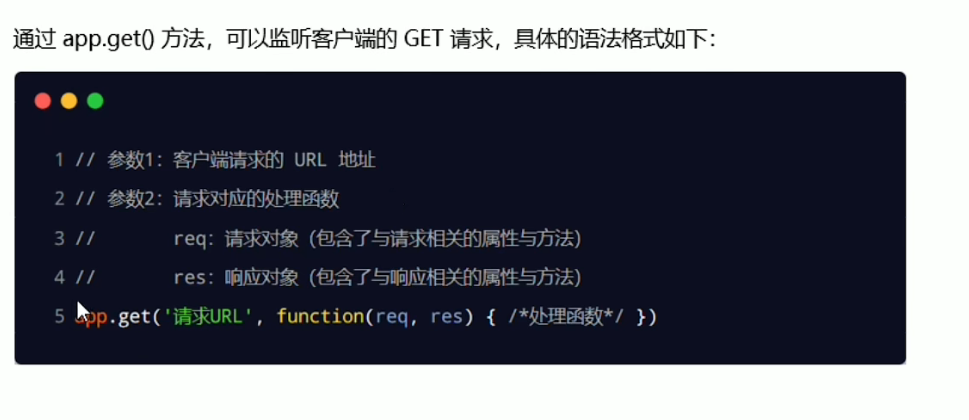 通过 app.get() 方法，可以监听客户端的 GET 请求，具体的语法格式如下：
1 // 参数1：客户端请求的 URL 地址
2 // 参数2：请求对应的处理函数
3 //       req：请求对象（包含了与请求相关的属性与方法）
4 //       res：响应对象（包含了与响应相关的属性与方法）
5 app.get('请求URL', function(req, res) { /*处理函数*/ })